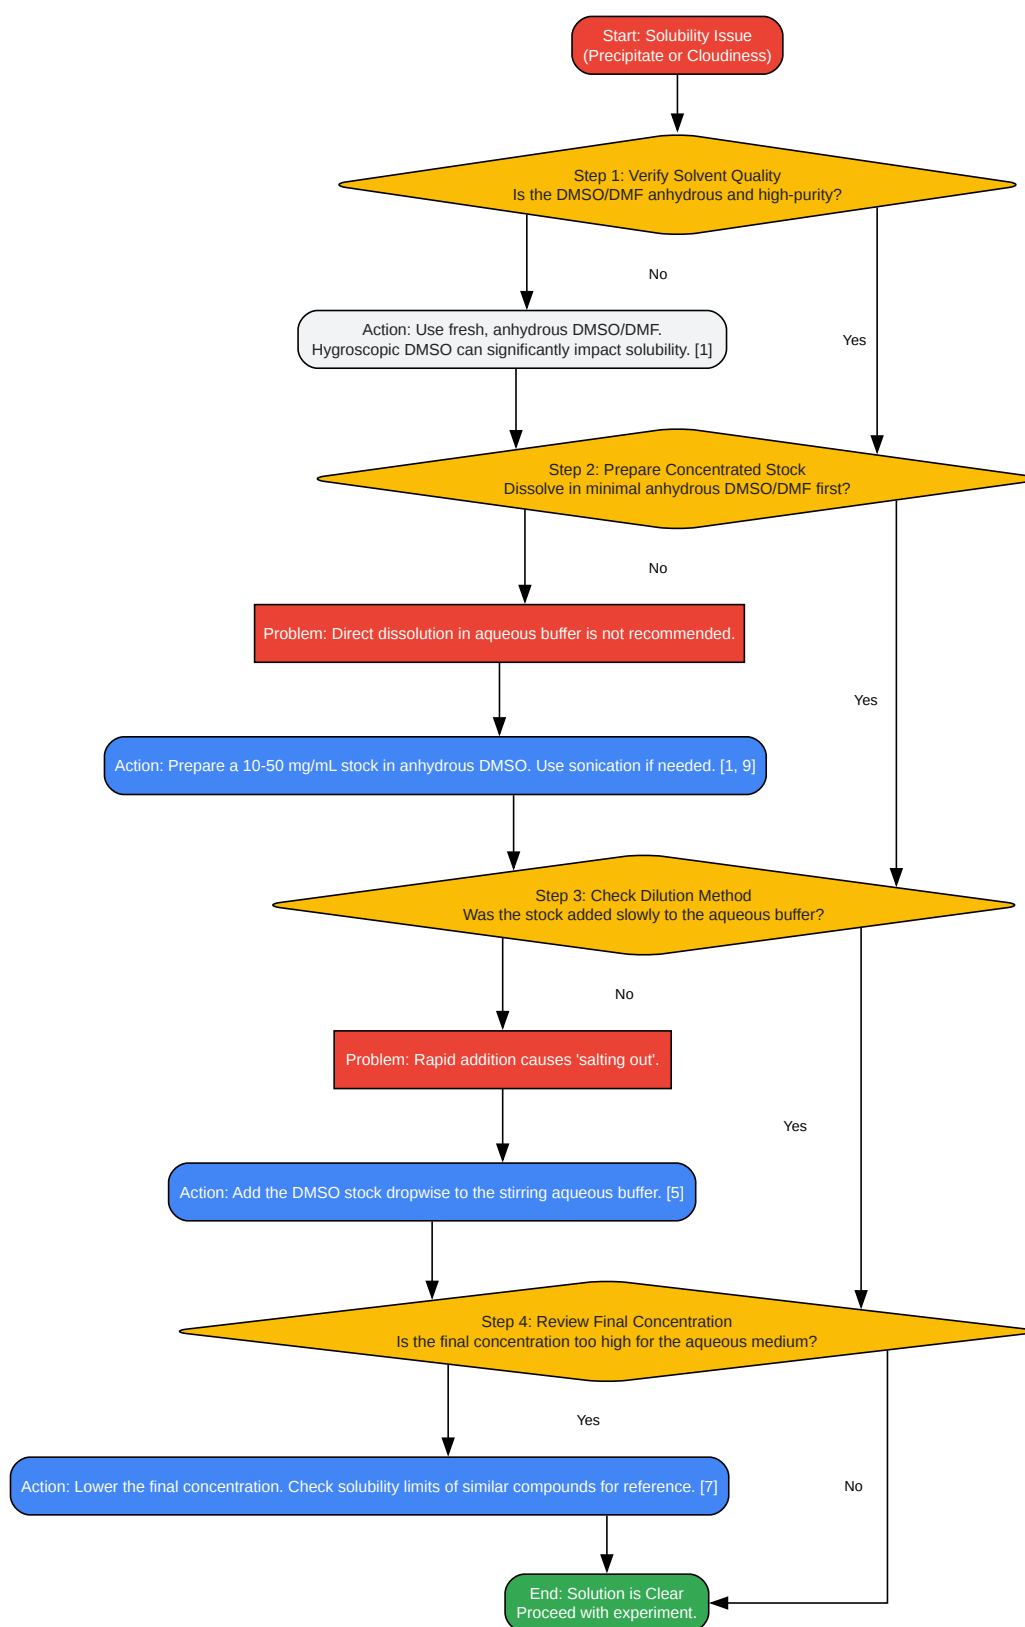 Start: Solubility Issue
(Precipitate or Cloudiness)
Step 1: Verify Solvent Quality
Is the DMSO/DMF anhydrous and high-purity?
No
Action: Use fresh, anhydrous DMSO/DMF.
Hygroscopic DMSO can significantly impact solubility. [1]
Yes
Step 2: Prepare Concentrated Stock
Dissolve in minimal anhydrous DMSO/DMF first?
No
Problem: Direct dissolution in aqueous buffer is not recommended.
Yes
Action: Prepare a 10-50 mg/mL stock in anhydrous DMSO. Use sonication if needed. [1, 9]
Step 3: Check Dilution Method
Was the stock added slowly to the aqueous buffer?
No
Problem: Rapid addition causes 'salting out'.
Yes
Action: Add the DMSO stock dropwise to the stirring aqueous buffer. [5]
Step 4: Review Final Concentration
Is the final concentration too high for the aqueous medium?
Yes
Action: Lower the final concentration. Check solubility limits of similar compounds for reference. [7]
No
End: Solution is Clear
Proceed with experiment.